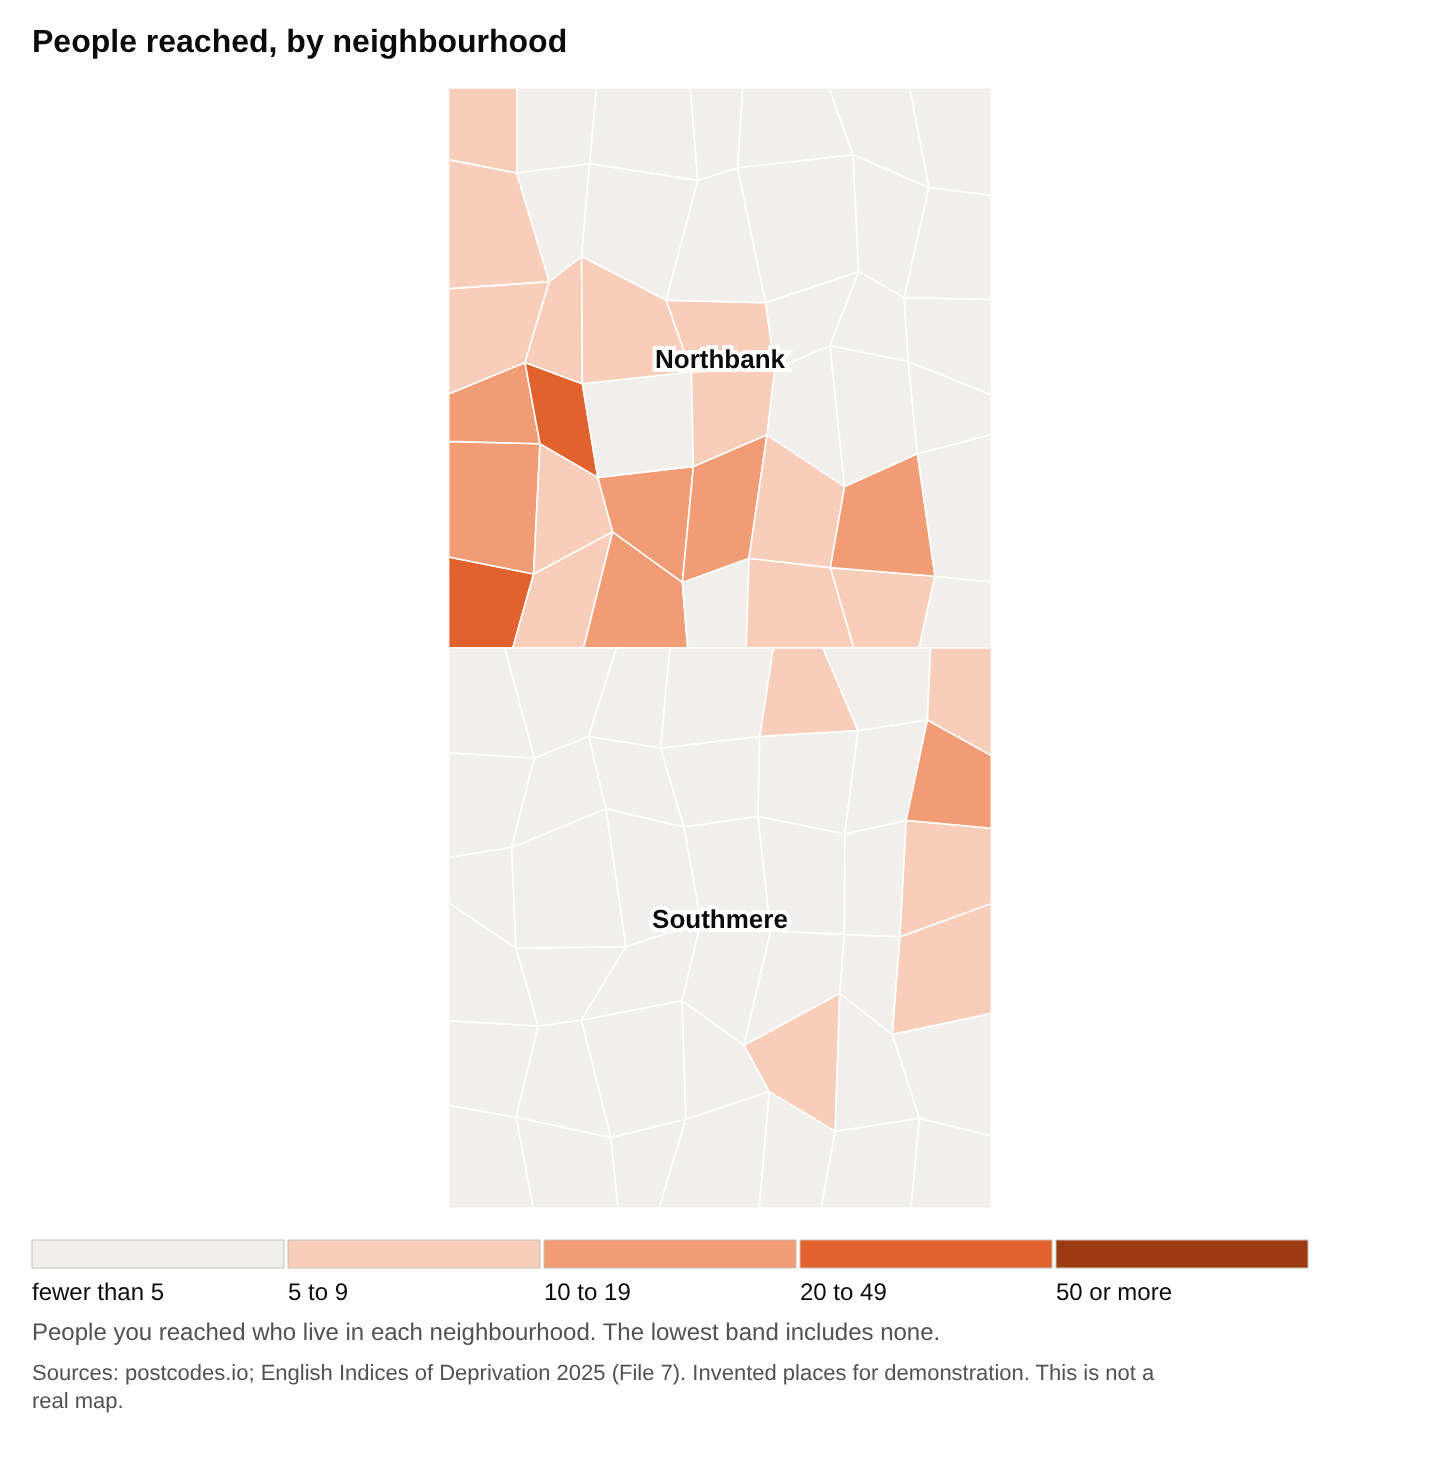 People reached, by neighbourhood
Northbank
Southmere
fewer than 5
5 to 9
10 to 19
20 to 49
50 or more
People you reached who live in each neighbourhood. The lowest band includes none.
Sources: postcodes.io; English Indices of Deprivation 2025 (File 7). Invented places for demonstration. This is not a
real map.